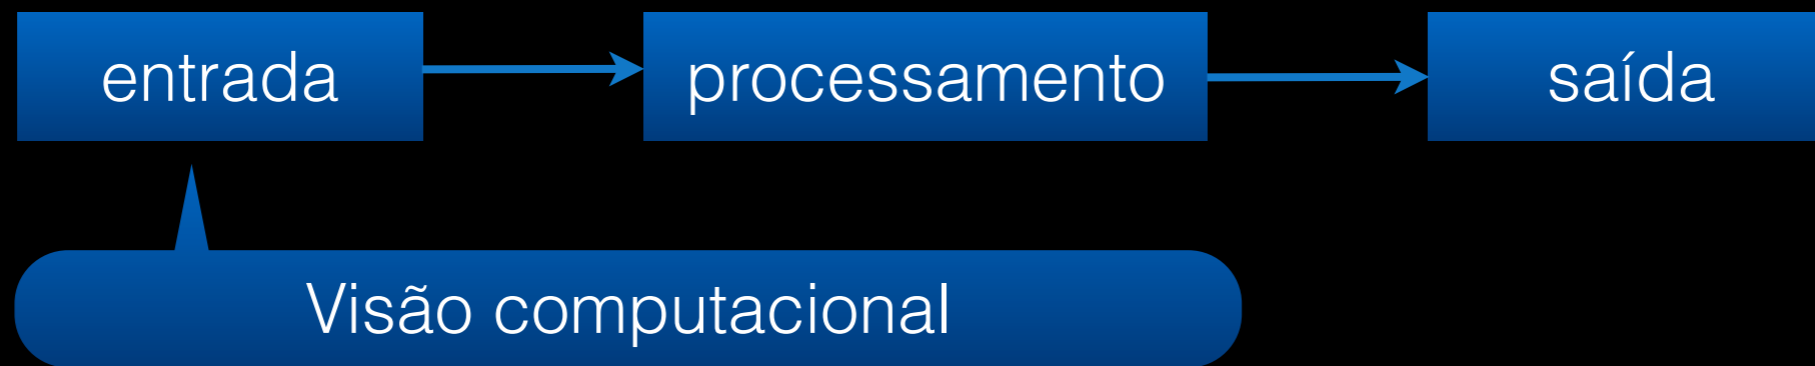 entrada
processamento
saída
Visão computacional